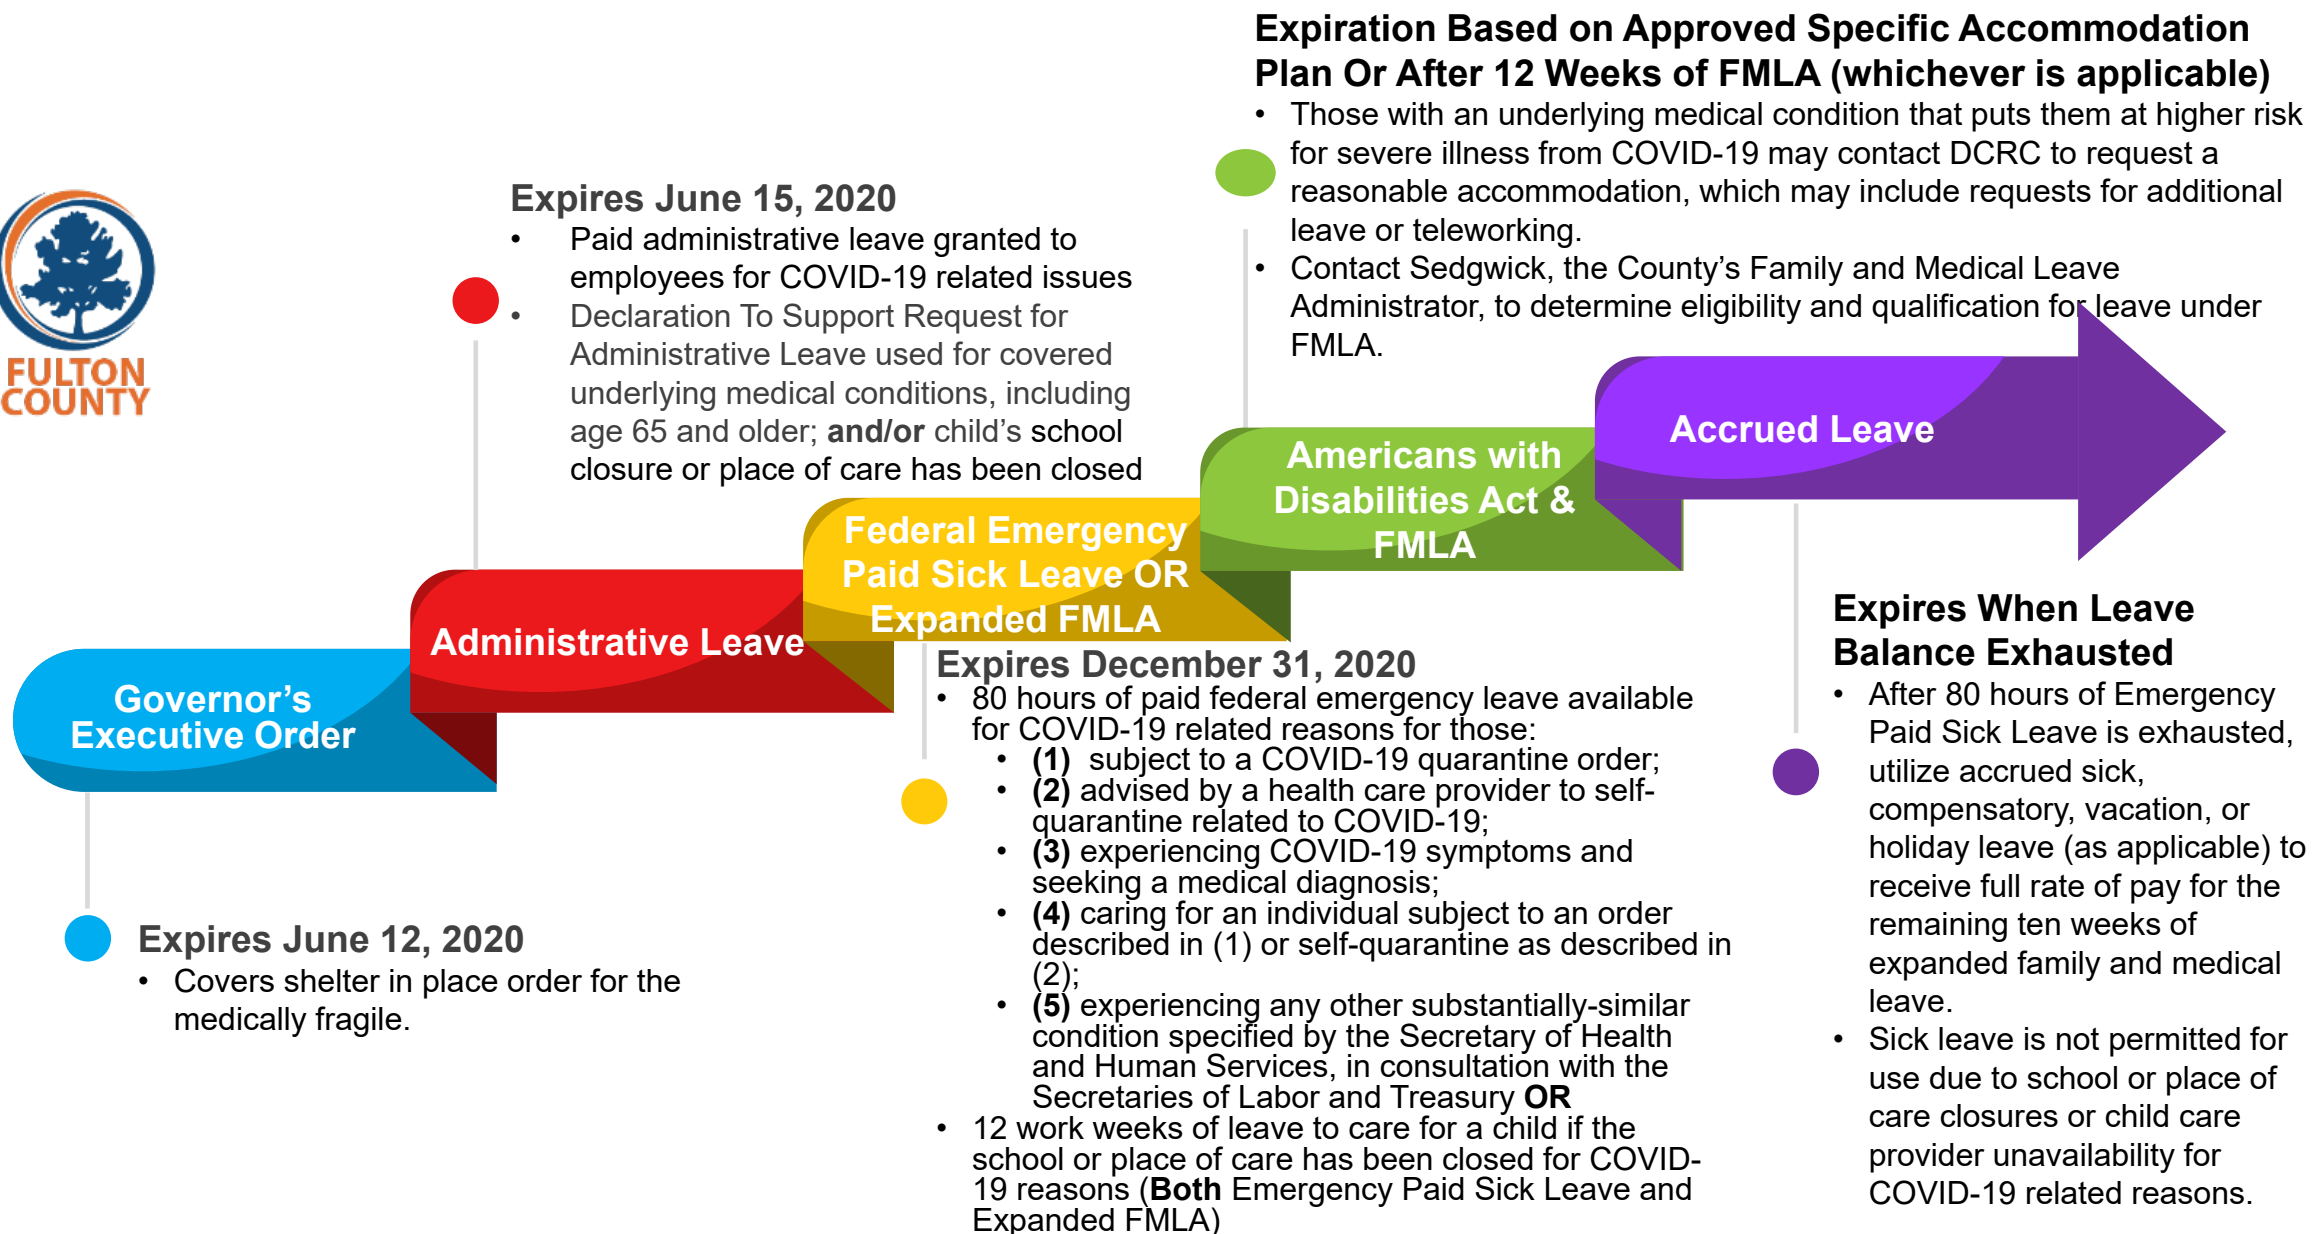 Expiration Based on Approved Specific Accommodation
Plan Or After 12 Weeks of FMLA (whichever is applicable)
• Those with an underlying medical condition that puts them at higher risk
for severe illness from COVID-19 may contact DCRC to request a
reasonable accommodation, which may include requests for additional
leave or teleworking.
• Contact Sedgwick, the County’s Family and Medical Leave
Administrator, to determine eligibility and qualification for leave under
FMLA.
FULTON
COUNTY
Expires June 15, 2020
• Paid administrative leave granted to
employees for COVID-19 related issues
• Declaration To Support Request for
Administrative Leave used for covered
underlying medical conditions, including
age 65 and older; and/or child’s school
closure or place of care has been closed
Governor’s
Executive Order
Administrative Leave
Federal Emergency
Paid Sick Leave OR
Expanded FMLA
Americans with
Disabilities Act &
FMLA
Accrued Leave
Expires June 12, 2020
• Covers shelter in place order for the
medically fragile.
Expires December 31, 2020
• 80 hours of paid federal emergency leave available
for COVID-19 related reasons for those:
• (1) subject to a COVID-19 quarantine order;
• (2) advised by a health care provider to self-
quarantine related to COVID-19;
• (3) experiencing COVID-19 symptoms and
seeking a medical diagnosis;
• (4) caring for an individual subject to an order
described in (1) or self-quarantine as described in
(2);
• (5) experiencing any other substantially-similar
condition specified by the Secretary of Health
and Human Services, in consultation with the
Secretaries of Labor and Treasury OR
• 12 work weeks of leave to care for a child if the
school or place of care has been closed for COVID-
19 reasons (Both Emergency Paid Sick Leave and
Expanded FMLA)
Expires When Leave
Balance Exhausted
• After 80 hours of Emergency
Paid Sick Leave is exhausted,
utilize accrued sick,
compensatory, vacation, or
holiday leave (as applicable) to
receive full rate of pay for the
remaining ten weeks of
expanded family and medical
leave.
• Sick leave is not permitted for
use due to school or place of
care closures or child care
provider unavailability for
COVID-19 related reasons.